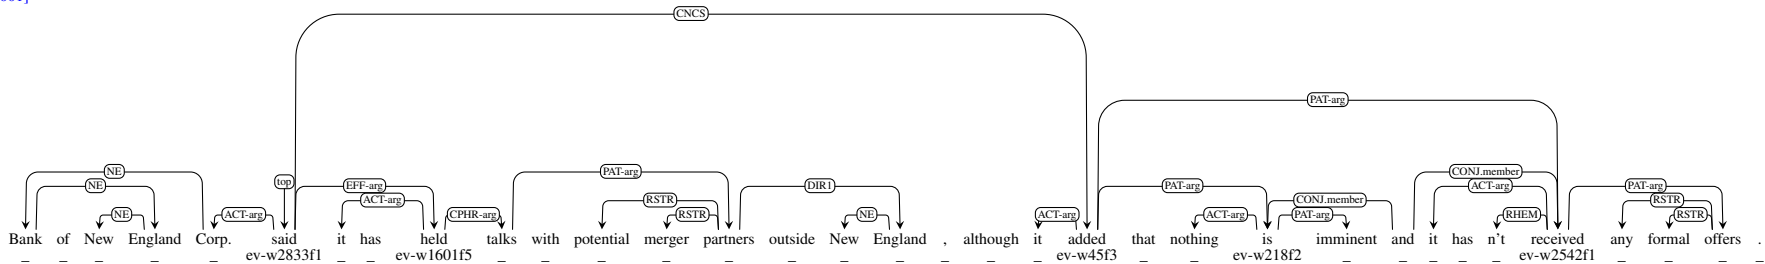 001]
CNCS
PAT-arg
NE PAT-arg CONJ.member
NE top EFF-arg DIR1 PAT-arg ACT-arg PAT-arg
ACT-arg RSTR CONJ.member RSTR
NE ACT-arg CPHR-arg RSTR NE ACT-arg ACT-arg PAT-arg RHEM RSTR
Bank of New England Corp. said it has held talks with potential merger partners outside New England , although it added that nothing is imminent and it has n't received any formal offers .
_ _ _ _ _ ev-w2833f1 _ _ ev-w1601f5 _ _ _ _ _ _ _ _ _ _ _ ev-w45f3 _ _ ev-w218f2 _ _ _ _ _ ev-w2542f1 _ _ _ _